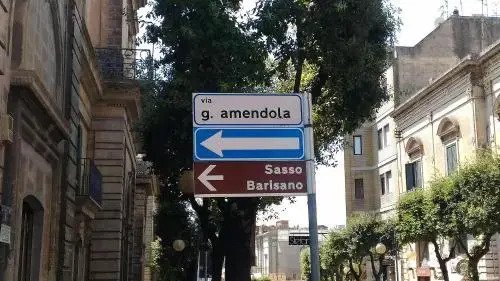 via
g. amendola
Sasso
Barisano